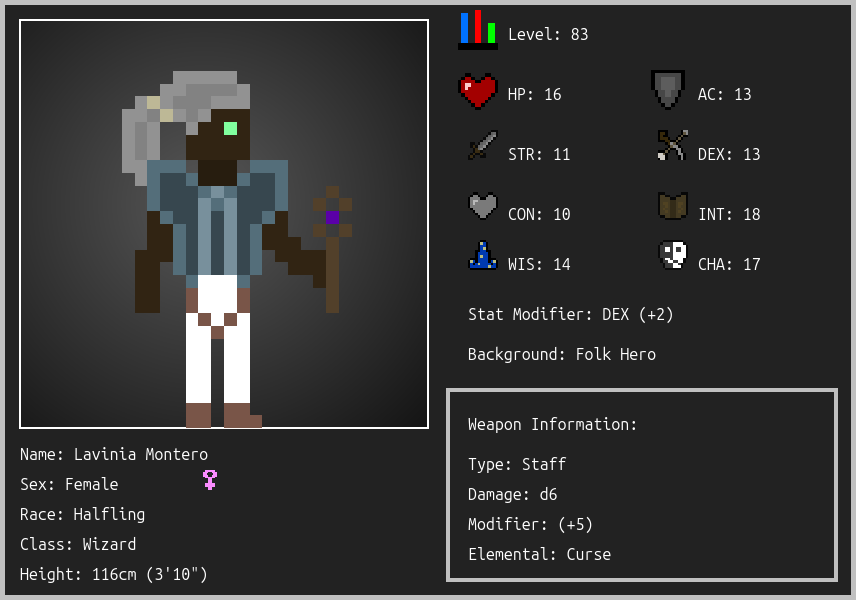 Level: 83
HP: 16
AC: 13
STR: 11
DEX: 13
CON: 10
INT: 18
WIS: 14
CHA: 17
Stat Modifier: DEX (+2)
Background: Folk Hero
Weapon Information:
Type: Staff
Damage: d6
Modifier: (+5)
Elemental: Curse
Name: Lavinia Montero
Sex: Female
Race: Halfling
Class: Wizard
Height: 116cm (3'10")